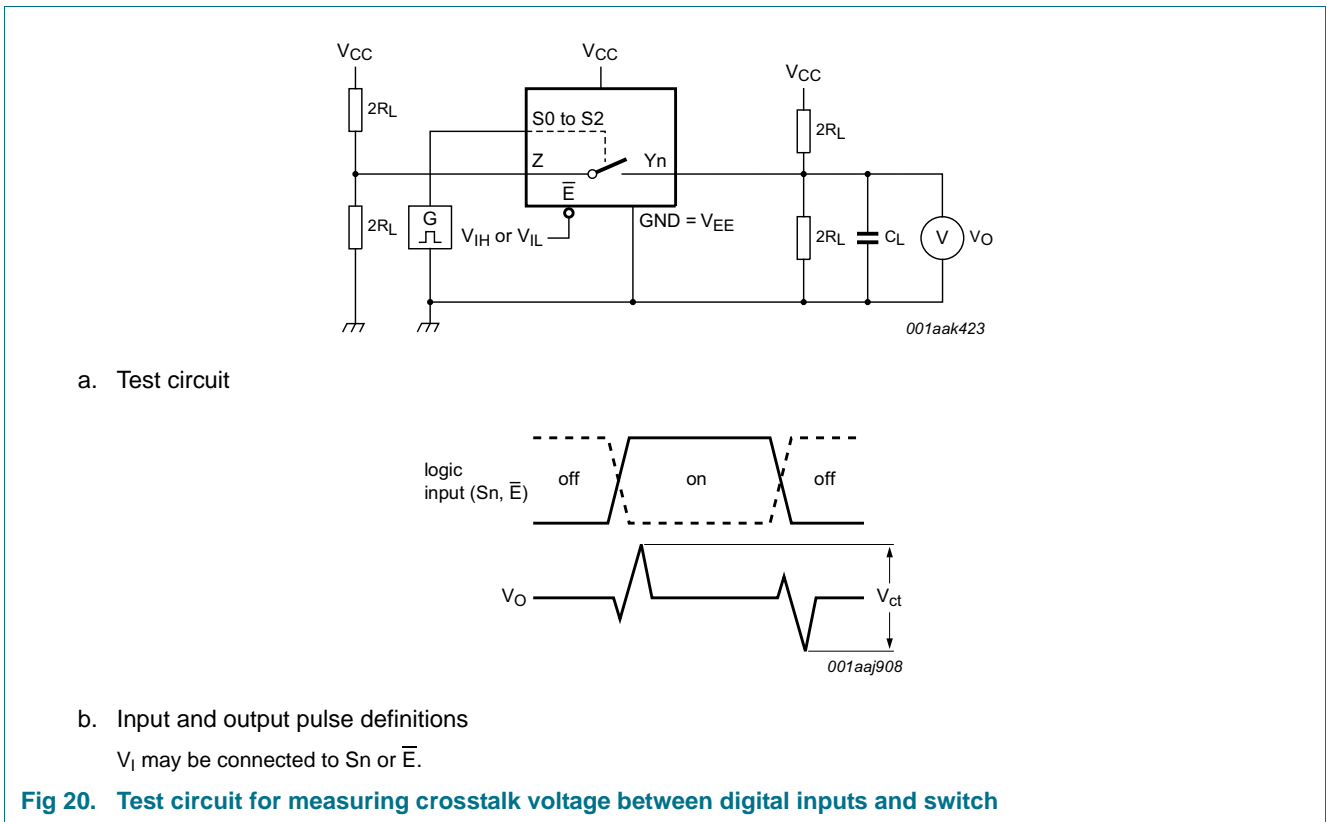 VCC
VCC
VCC
2RL
2RL
S0 to S2
Z
Yn
E̅
2RL
G
VIH or VIL
GND = VEE
2RL
CL
V
VO
001aak423
a. Test circuit
logic
input (Sn, E̅)
off
on
off
VO
Vct
001aaj908
b. Input and output pulse definitions
VI may be connected to Sn or E̅.
Fig 20. Test circuit for measuring crosstalk voltage between digital inputs and switch